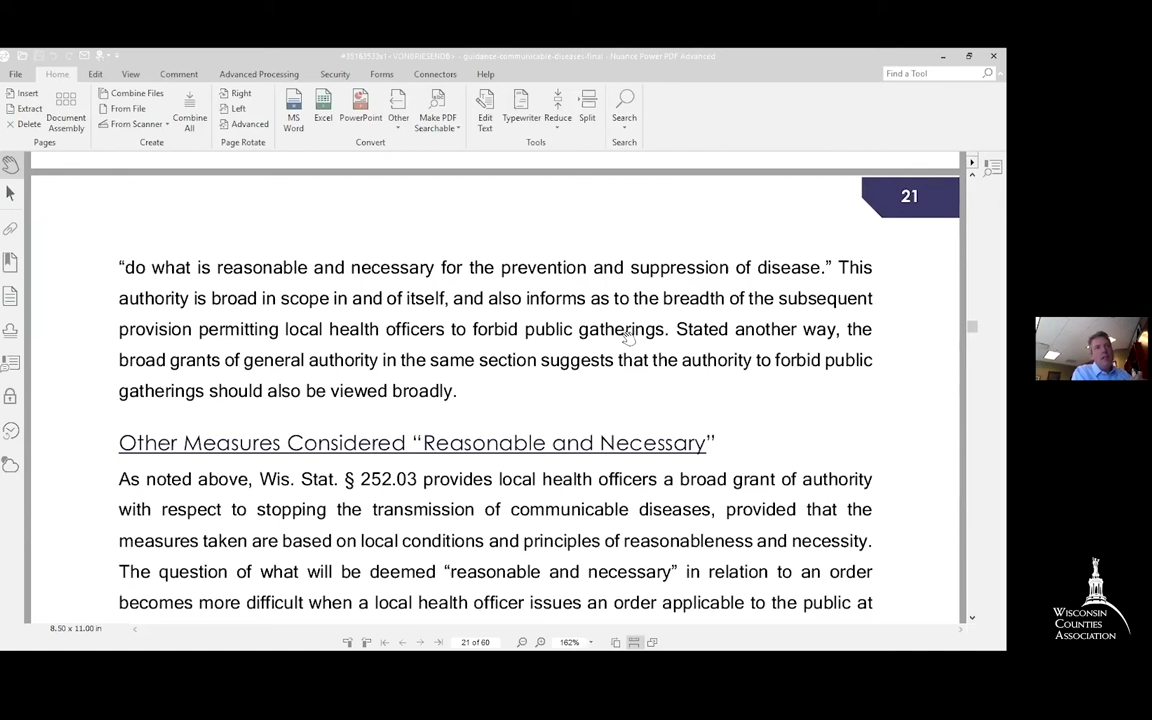 #35163533v1 - VONBRIESENDB - guidance-communicable-diseases-final - Nuance Power PDF Advanced
File Home Edit View Comment Advanced Processing Security Forms Connectors Help
Find a Tool
Insert
Extract
Delete
Document Assembly
Pages
Combine Files
From File
From Scanner
Combine All
Create
Right
Left
Advanced
Page Rotate
MS Word
Excel
PowerPoint
Other
Make PDF Searchable
Convert
Edit Text
Typewriter
Reduce
Split
Tools
Search
Search
21
“do what is reasonable and necessary for the prevention and suppression of disease.” This
authority is broad in scope in and of itself, and also informs as to the breadth of the subsequent
provision permitting local health officers to forbid public gatherings. Stated another way, the
broad grants of general authority in the same section suggests that the authority to forbid public
gatherings should also be viewed broadly.
Other Measures Considered “Reasonable and Necessary”
As noted above, Wis. Stat. § 252.03 provides local health officers a broad grant of authority
with respect to stopping the transmission of communicable diseases, provided that the
measures taken are based on local conditions and principles of reasonableness and necessity.
The question of what will be deemed “reasonable and necessary” in relation to an order
becomes more difficult when a local health officer issues an order applicable to the public at
8.50 x 11.00 in
21 of 60
162%
WISCONSIN
COUNTIES
ASSOCIATION